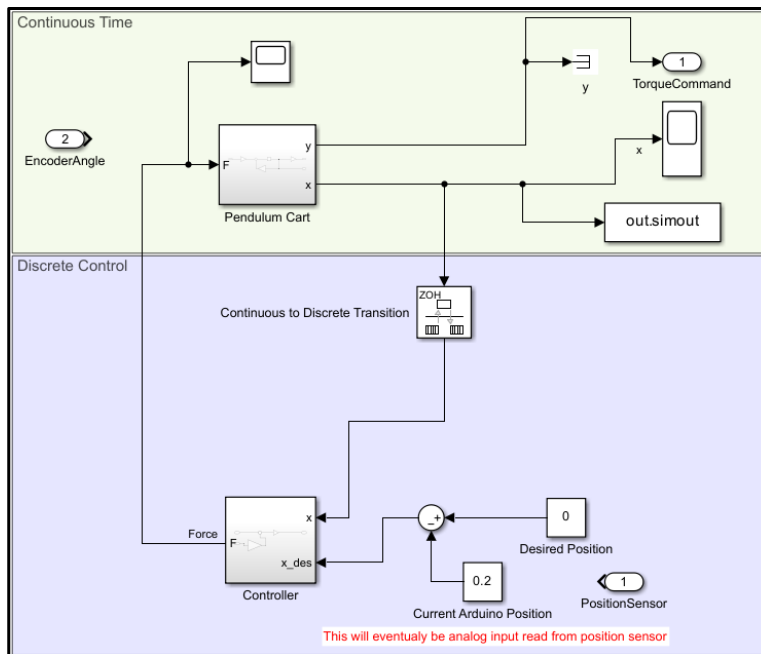 Continuous Time
1
TorqueCommand
y
2
EncoderAngle
F
y
x
Pendulum Cart
x
out.simout
Discrete Control
ZOH
Continuous to Discrete Transition
Force
F
x
x_des
Controller
0
Desired Position
0.2
Current Arduino Position
1
PositionSensor
This will eventualy be analog input read from position sensor